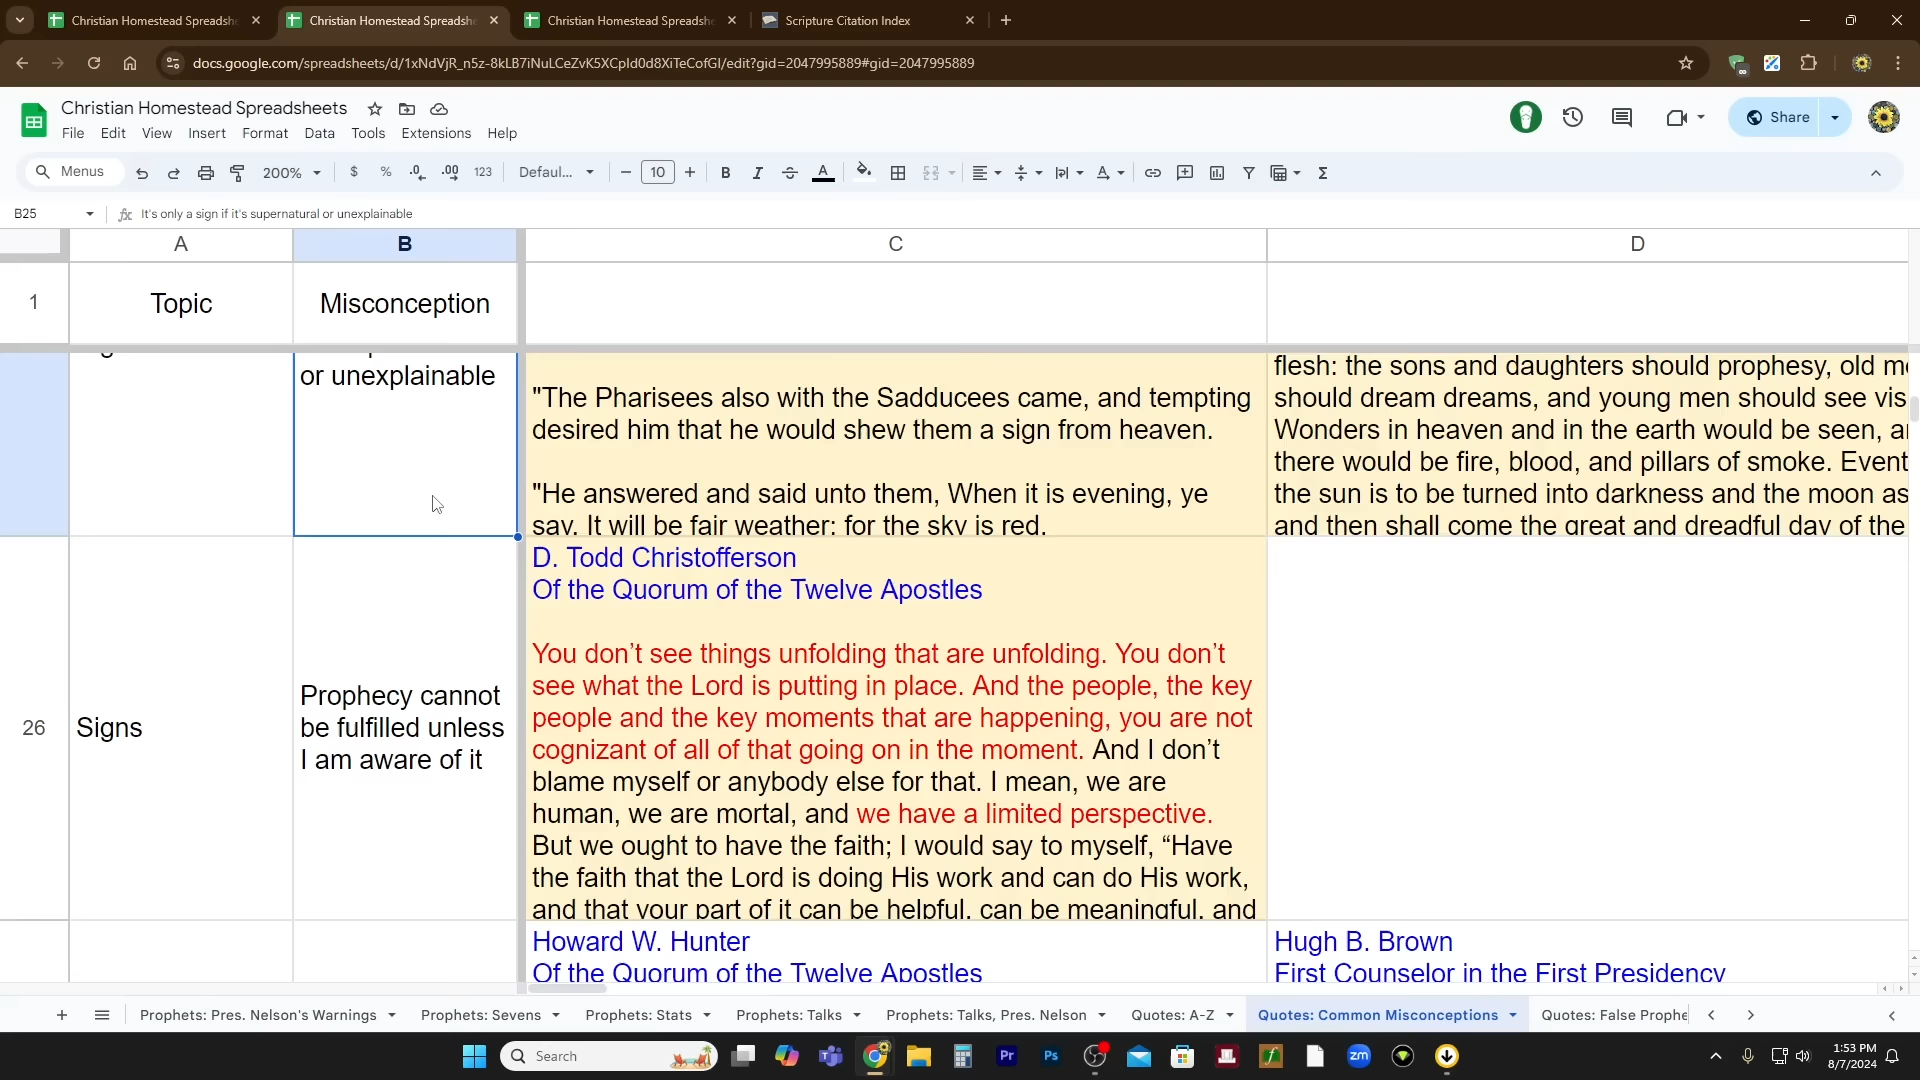 Christian Homestead Spreadsh
Christian Homestead Spreadsh
Christian Homestead Spreadsh
Scripture Citation Index
docs.google.com/spreadsheets/d/1xNdVjR_n5z-8kLB7iNuLCeZvK5XCpId0d8XiTeCofGI/edit?gid=2047995889#gid=2047995889
Christian Homestead Spreadsheets
File Edit View Insert Format Data Tools Extensions Help
Share
Menus 200% $ % .0 .00 123 Defaul... 10 B I A Σ
B25 fx It's only a sign if it's supernatural or unexplainable
A B C D
1 Topic Misconception
or unexplainable
"The Pharisees also with the Sadducees came, and tempting
desired him that he would shew them a sign from heaven.
"He answered and said unto them, When it is evening, ye
say, It will be fair weather: for the sky is red.
flesh: the sons and daughters should prophesy, old m
should dream dreams, and young men should see vis
Wonders in heaven and in the earth would be seen, a
there would be fire, blood, and pillars of smoke. Event
the sun is to be turned into darkness and the moon as
and then shall come the great and dreadful day of the
26 Signs
Prophecy cannot
be fulfilled unless
I am aware of it
D. Todd Christofferson
Of the Quorum of the Twelve Apostles
You don’t see things unfolding that are unfolding. You don’t
see what the Lord is putting in place. And the people, the key
people and the key moments that are happening, you are not
cognizant of all of that going on in the moment. And I don’t
blame myself or anybody else for that. I mean, we are
human, we are mortal, and we have a limited perspective.
But we ought to have the faith; I would say to myself, “Have
the faith that the Lord is doing His work and can do His work,
and that your part of it can be helpful, can be meaningful, and
Howard W. Hunter
Of the Quorum of the Twelve Apostles
Hugh B. Brown
First Counselor in the First Presidency
Prophets: Pres. Nelson's Warnings Prophets: Sevens Prophets: Stats Prophets: Talks Prophets: Talks, Pres. Nelson Quotes: A-Z Quotes: Common Misconceptions Quotes: False Prophe
Search
Pr
Ps
zm
1:53 PM
8/7/2024